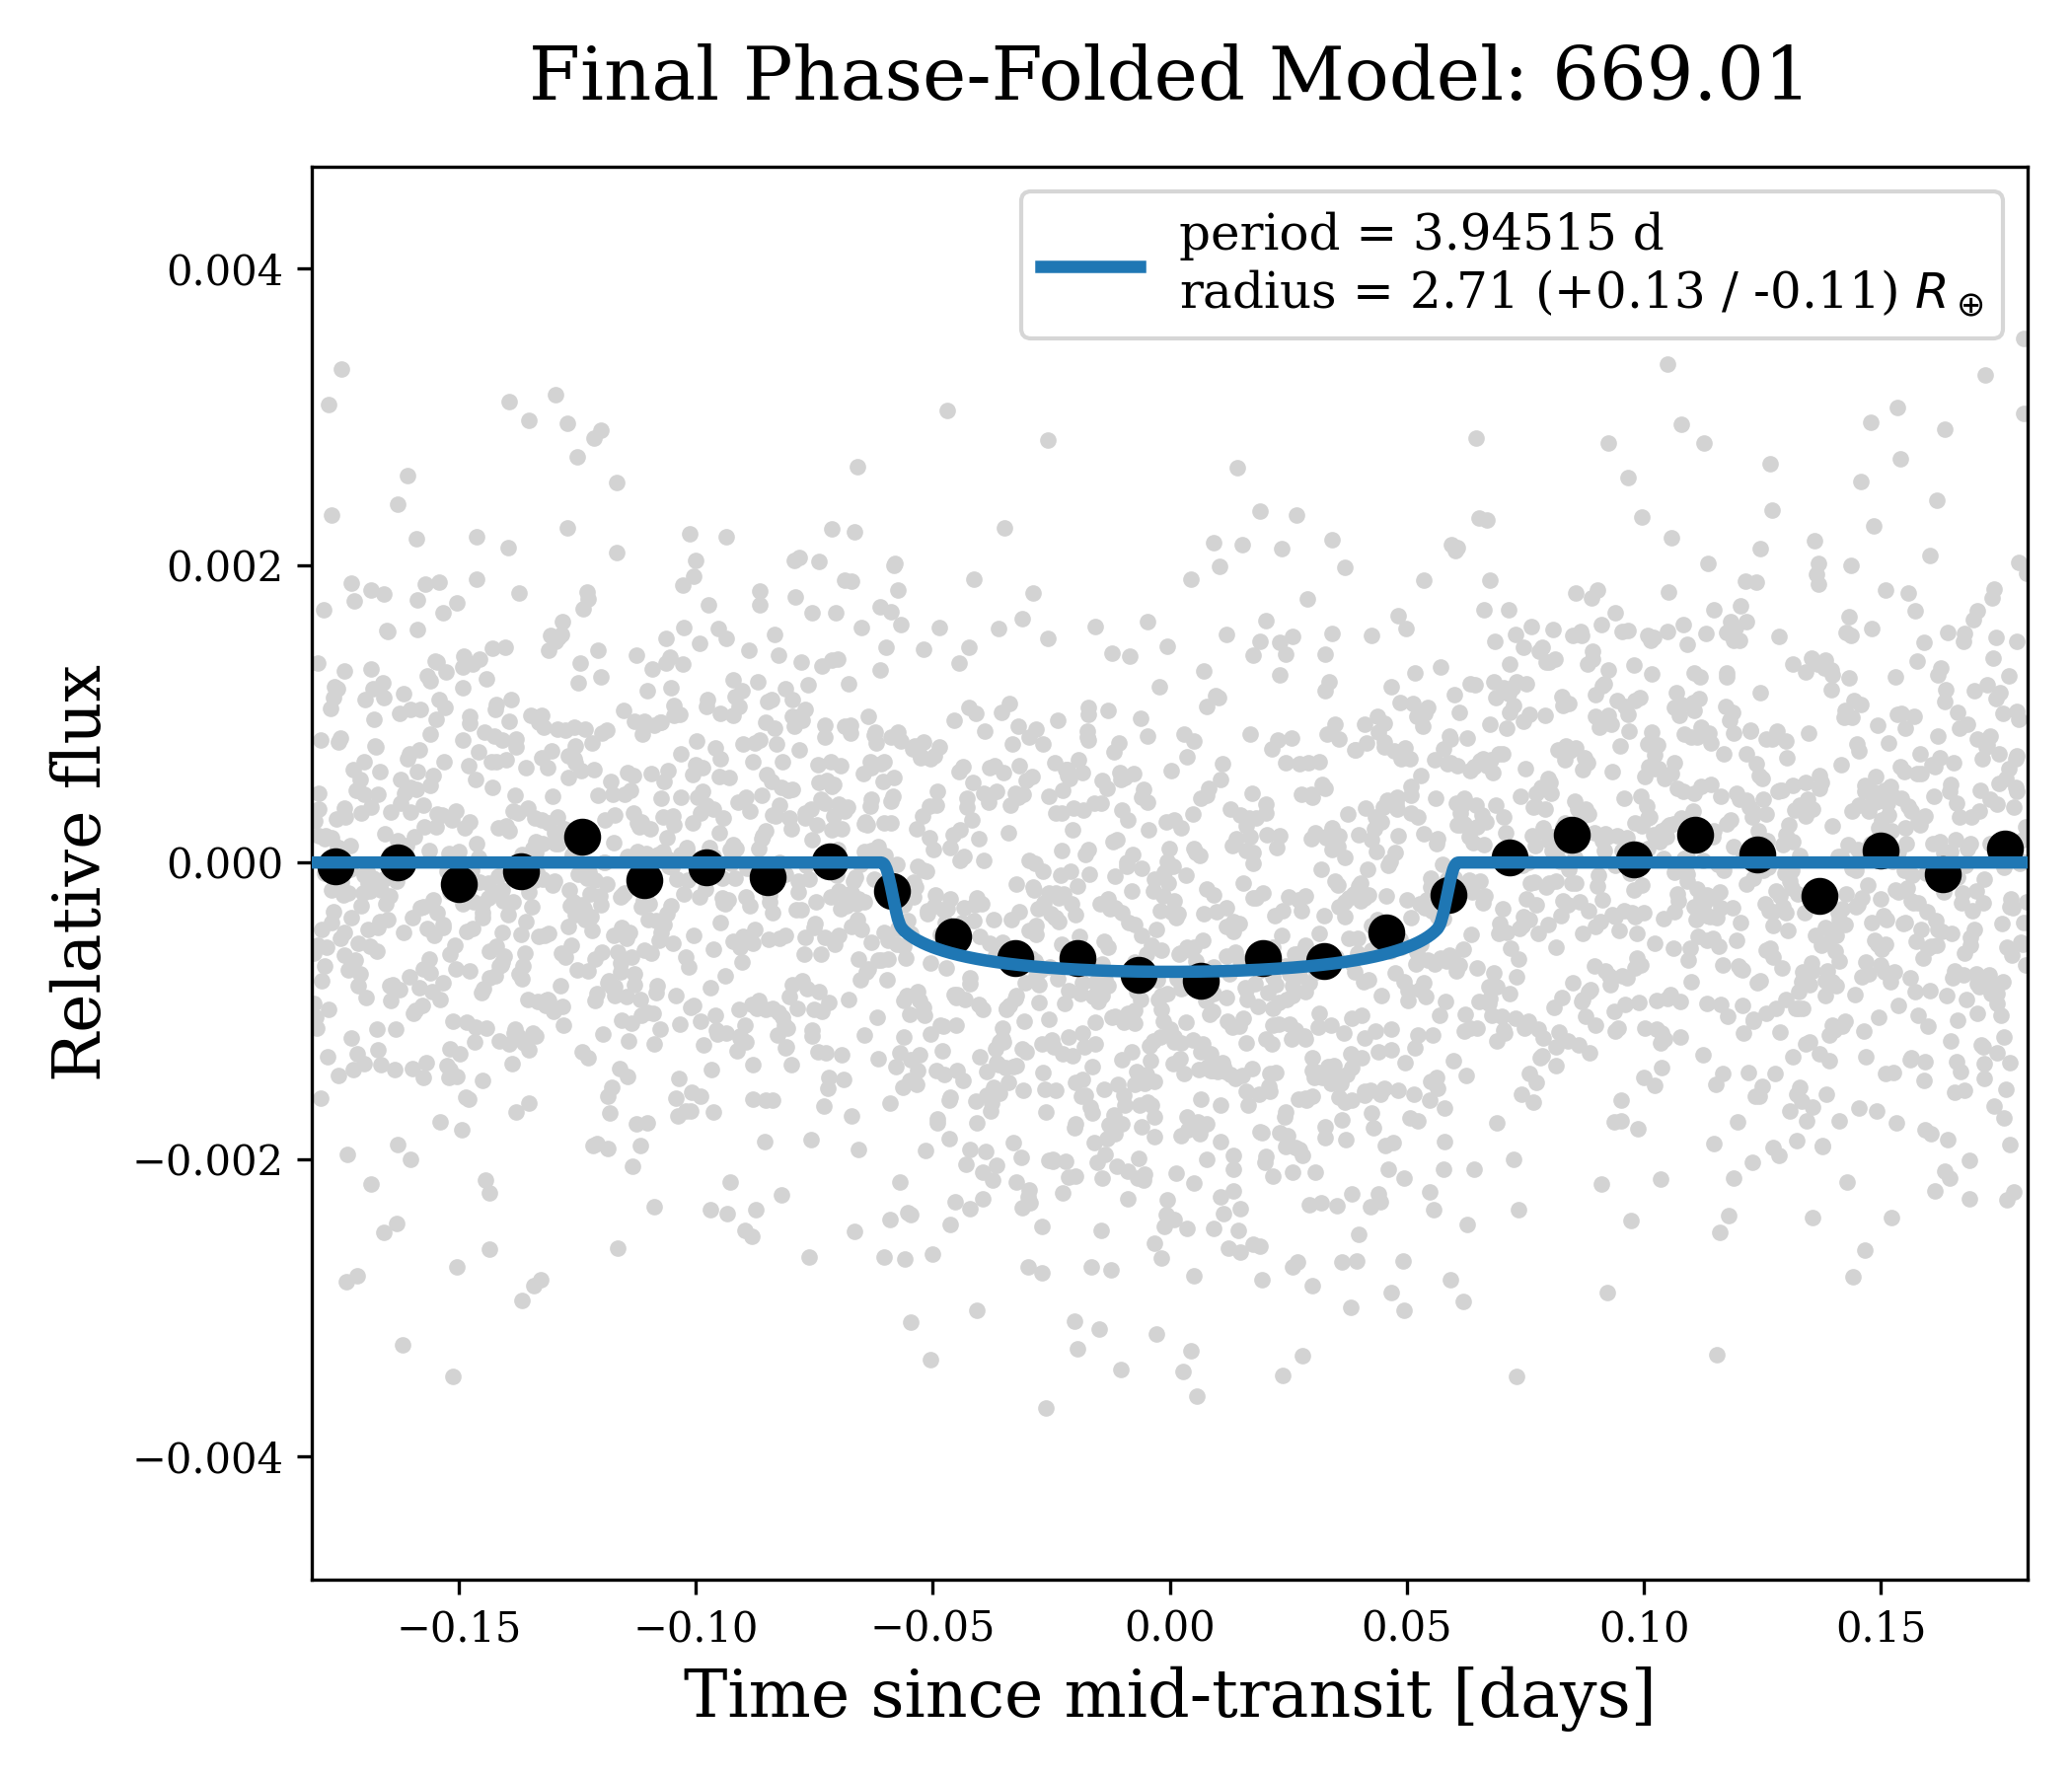 Final Phase-Folded Model: 669.01
period = 3.94515 d
radius = 2.71 (+0.13 / -0.11) R⊕
0.004
0.002
0.000
−0.002
−0.004
Relative flux
−0.15 −0.10 −0.05 0.00 0.05 0.10 0.15
Time since mid-transit [days]